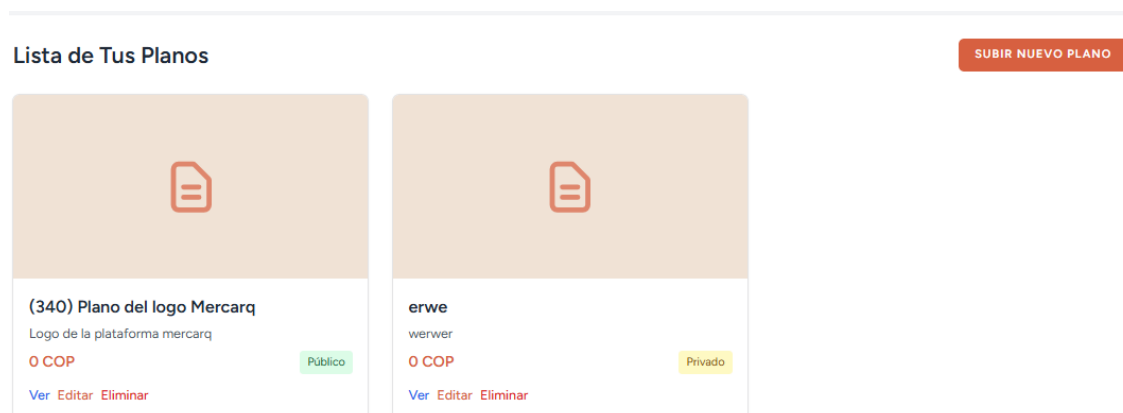 Lista de Tus Planos
SUBIR NUEVO PLANO
(340) Plano del logo Mercarq
Logo de la plataforma mercarq
0 COP
Público
Ver Editar Eliminar
erwe
werwer
0 COP
Privado
Ver Editar Eliminar